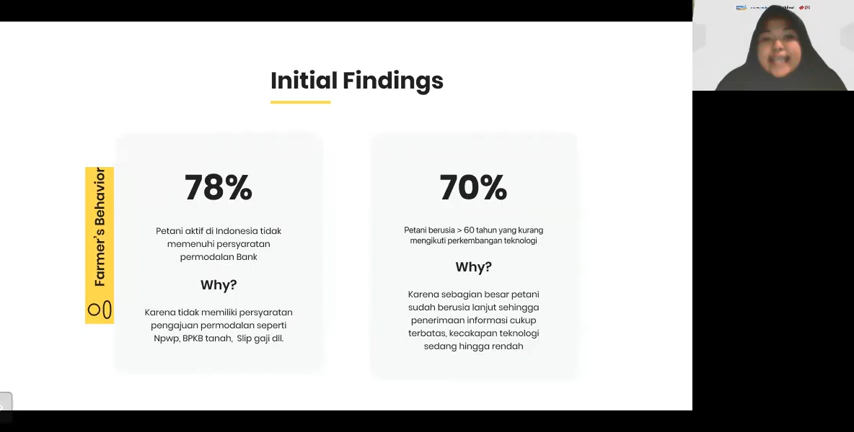 Initial Findings
Farmer's Behavior
78%
Petani aktif di Indonesia tidak
memenuhi persyaratan
permodalan Bank
Why?
Karena tidak memiliki persyaratan
pengajuan permodalan seperti
Npwp, BPKB tanah, Slip gaji dll.
70%
Petani berusia > 60 tahun yang kurang
mengikuti perkembangan teknologi
Why?
Karena sebagian besar petani
sudah berusia lanjut sehingga
penerimaan informasi cukup
terbatas, kecakapan teknologi
sedang hingga rendah